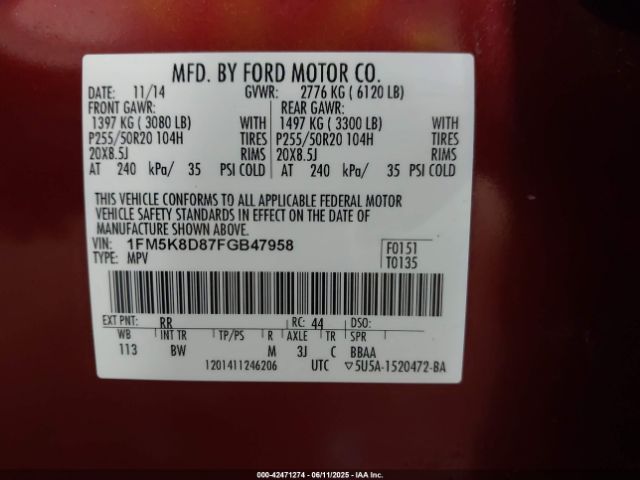 MFD. BY FORD MOTOR CO.
DATE: 11/14 GVWR: 2776 KG ( 6120 LB)
FRONT GAWR: REAR GAWR:
1397 KG ( 3080 LB) WITH 1497 KG ( 3300 LB) WITH
P255/50R20 104H TIRES P255/50R20 104H TIRES
20X8.5J RIMS 20X8.5J RIMS
AT 240 kPa/ 35 PSI COLD AT 240 kPa/ 35 PSI COLD
THIS VEHICLE CONFORMS TO ALL APPLICABLE FEDERAL MOTOR
VEHICLE SAFETY STANDARDS IN EFFECT ON THE DATE OF
MANUFACTURE SHOWN ABOVE.
VIN: 1FM5K8D87FGB47958 F0151
TYPE: MPV T0135
EXT PNT: RR RC: 44 DSO:
WB INT TR TP/PS R AXLE TR SPR
113 BW M 3J C BBAA
1201411246206 UTC ▽5U5A-1520472-BA
000-42471274 - 06/11/2025 - IAAI.com